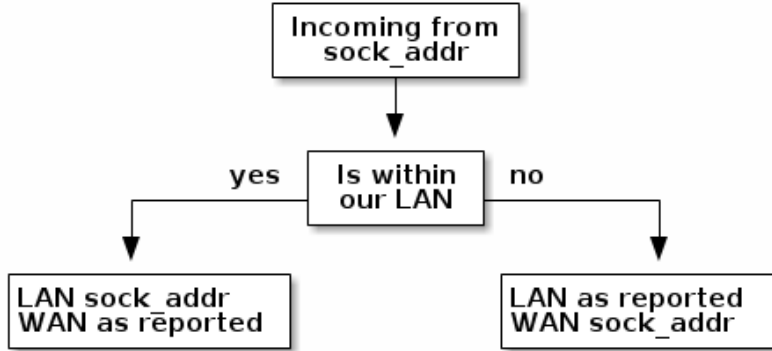 Incoming from
sock_addr
yes
Is within
our LAN
no
LAN sock_addr
WAN as reported
LAN as reported
WAN sock_addr